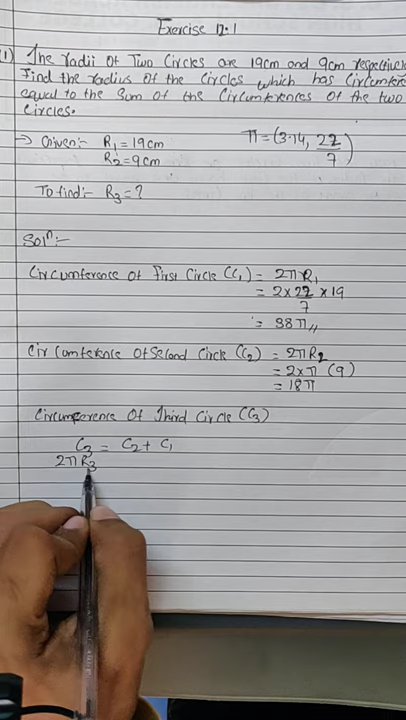 Exercise 12.1
(1) The radii Of Two Circles are 19cm and 9cm respectivel
Find the radius Of the Circles which has Circumfere
equal to the Sum of the Circumferences Of the two
Circles.
→ Given:- R1 = 19cm π = (3.14, 22/7)
R2 = 9cm
To find:- R3 = ?
Solⁿ:-
Circumference Of First Circle (C1) = 2πR1
= 2 x 22/7 x 19
= 38π,,
Circumference Of Second Circle (C2) = 2πR2
= 2xπ (9)
= 18π
Circumference Of Third Circle (C3)
C3 = C2 + C1
2πR3